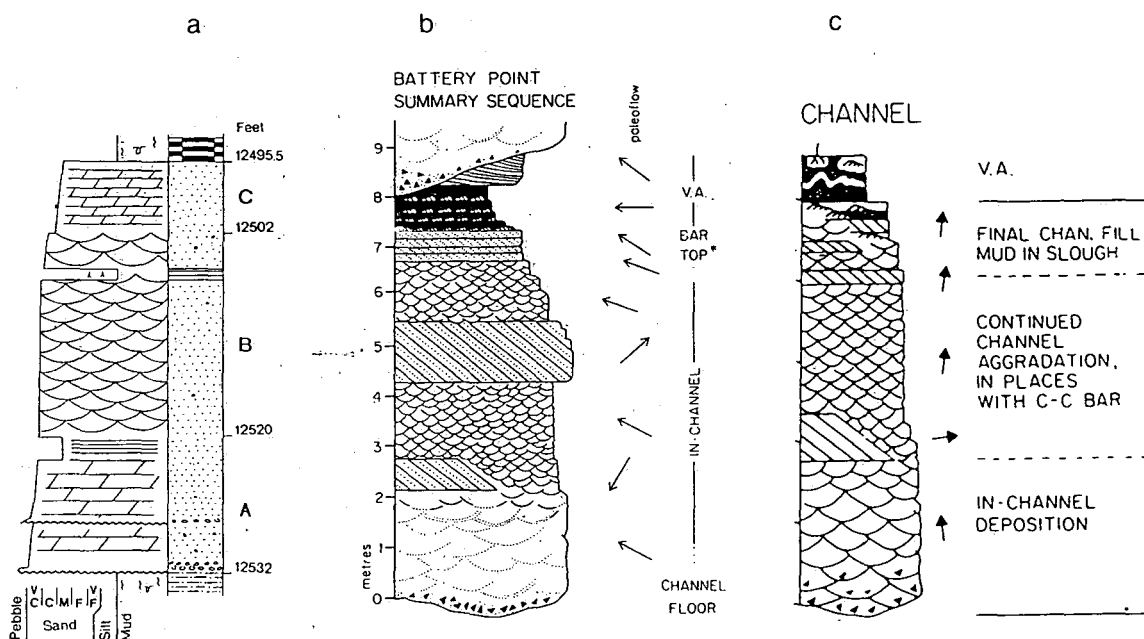 a
b
c
BATTERY POINT
SUMMARY SEQUENCE
paleoflow
CHANNEL
Feet
12495.5
C
12502
B
12520
A
12532
V
V
C C M F F
Pebble
Sand
Silt
Mud
9
8
7
6
5
4
3
2
1
0
metres
V.A.
BAR
TOP*
IN-CHANNEL
CHANNEL
FLOOR
V.A.
FINAL CHAN. FILL
MUD IN SLOUGH
CONTINUED
CHANNEL
AGGRADATION,
IN PLACES
WITH C-C BAR
IN-CHANNEL
DEPOSITION